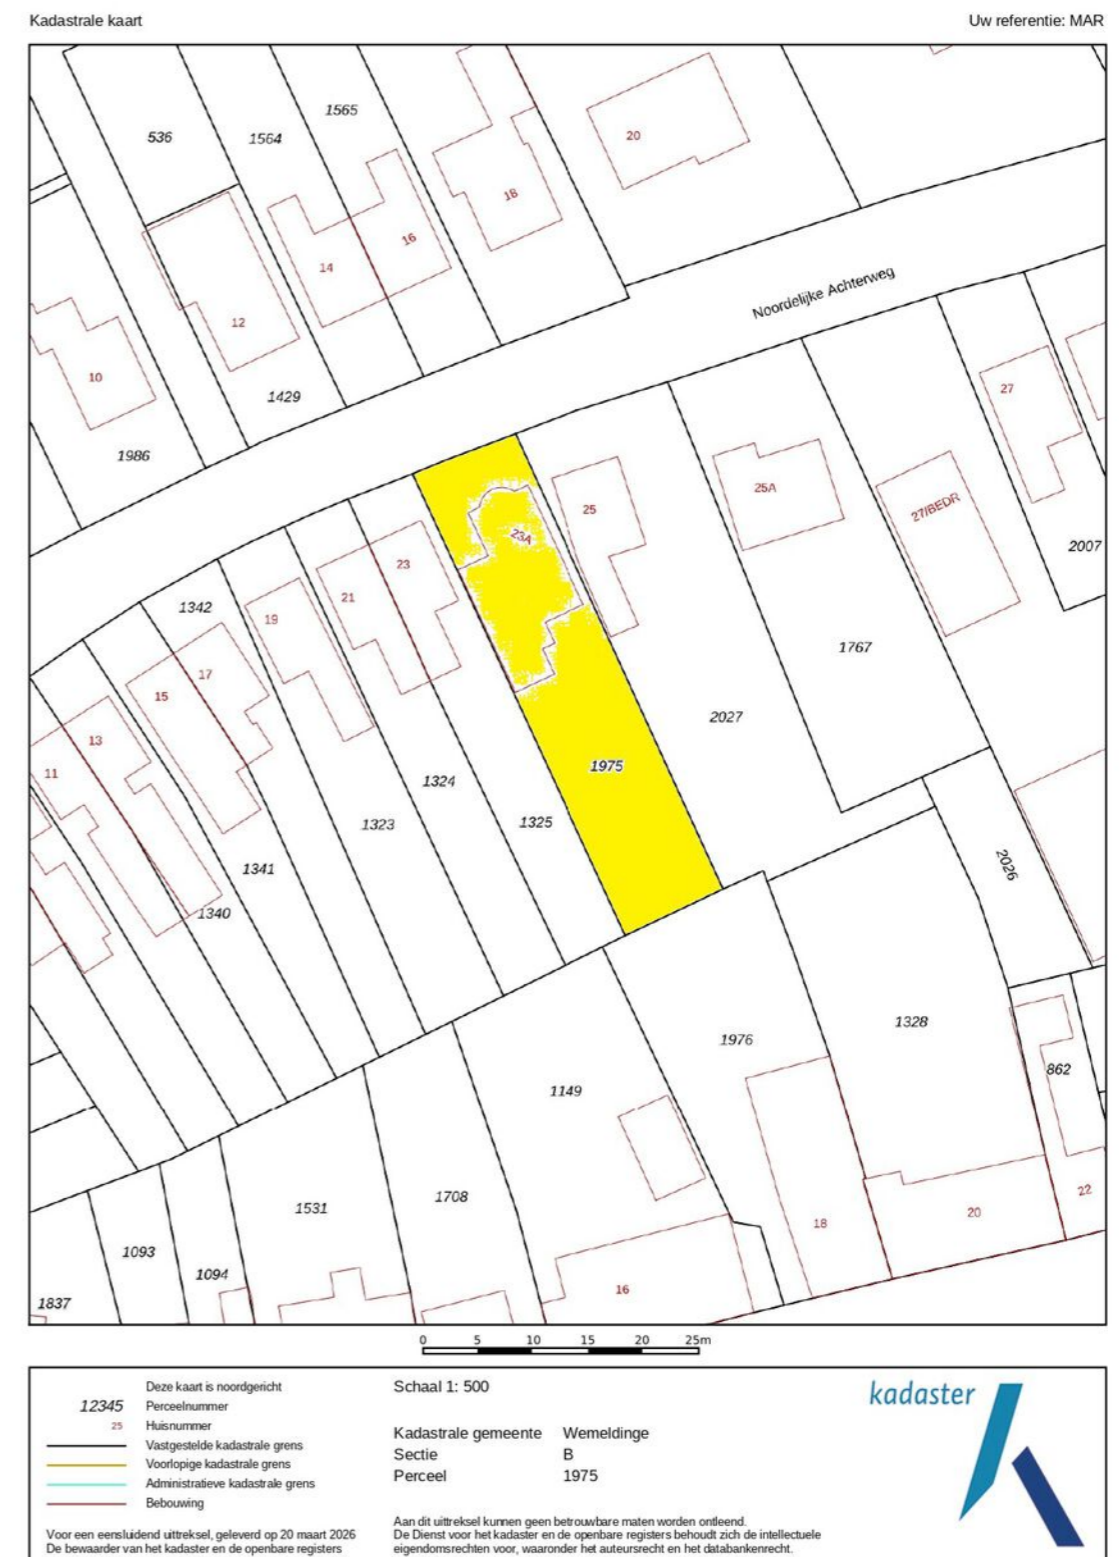 Kadastrale kaart
Uw referentie: MAR
1565
536
1564
20
18
16
14
12
Noordelijke Achterweg
10
27
1429
1986
25A
27/BEDR
25
23A
2007
23
21
1342
19
1767
17
15
2027
13
1975
11
1324
1325
1323
2026
1341
1340
1328
1976
862
1149
22
1708
1531
20
18
1093
1094
16
1837
0 5 10 15 20 25m
Deze kaart is noordgericht
12345 Perceelnummer
25 Huisnummer
Vastgestelde kadastrale grens
Voorlopige kadastrale grens
Administratieve kadastrale grens
Bebouwing
Voor een eensluidend uittreksel, geleverd op 20 maart 2026
De bewaarder van het kadaster en de openbare registers
Schaal 1: 500
Kadastrale gemeente Wemeldinge
Sectie B
Perceel 1975
Aan dit uittreksel kunnen geen betrouwbare maten worden ontleend.
De Dienst voor het kadaster en de openbare registers behoudt zich de intellectuele
eigendomsrechten voor, waaronder het auteursrecht en het databankenrecht.
kadaster